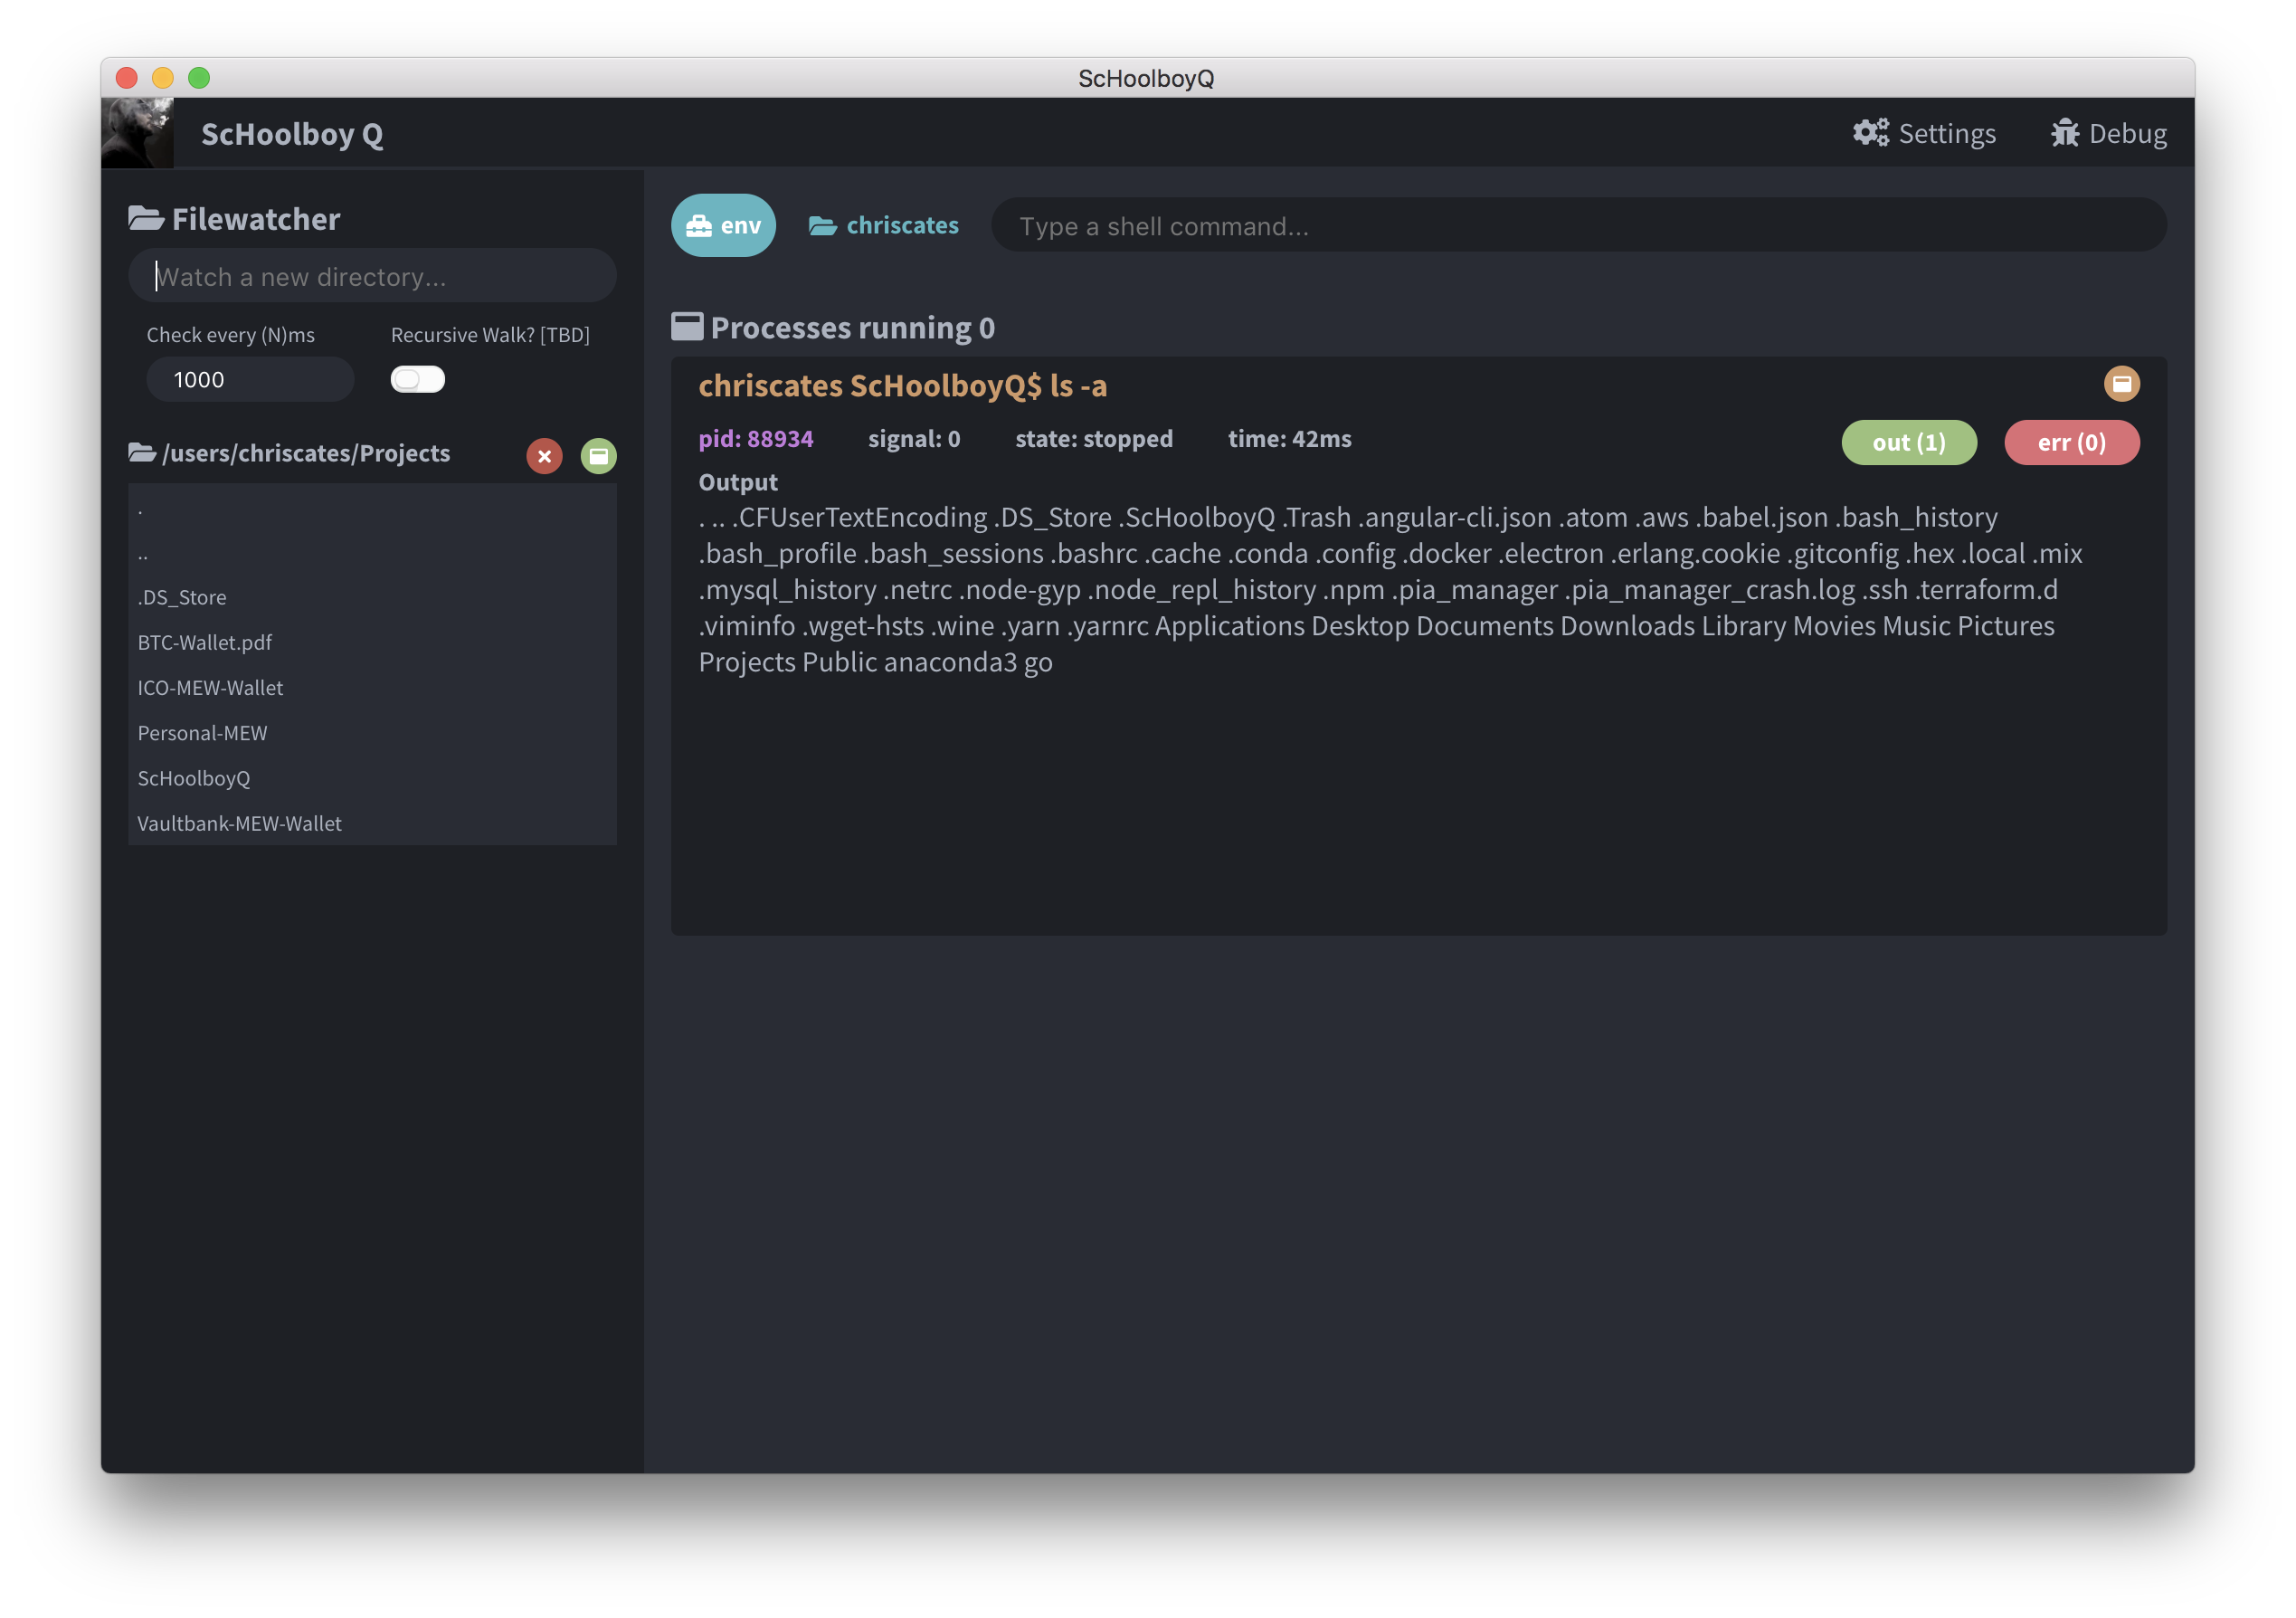 ScHoolboyQ
ScHoolboy Q
Settings
Debug
Filewatcher
Watch a new directory...
Check every (N)ms
Recursive Walk? [TBD]
1000
/users/chriscates/Projects
.
..
.DS_Store
BTC-Wallet.pdf
ICO-MEW-Wallet
Personal-MEW
ScHoolboyQ
Vaultbank-MEW-Wallet
env
chriscates
Type a shell command...
Processes running 0
chriscates ScHoolboyQ$ ls -a
pid: 88934 signal: 0 state: stopped time: 42ms
out (1)
err (0)
Output
. .. .CFUserTextEncoding .DS_Store .ScHoolboyQ .Trash .angular-cli.json .atom .aws .babel.json .bash_history
.bash_profile .bash_sessions .bashrc .cache .conda .config .docker .electron .erlang.cookie .gitconfig .hex .local .mix
.mysql_history .netrc .node-gyp .node_repl_history .npm .pia_manager .pia_manager_crash.log .ssh .terraform.d
.viminfo .wget-hsts .wine .yarn .yarnrc Applications Desktop Documents Downloads Library Movies Music Pictures
Projects Public anaconda3 go